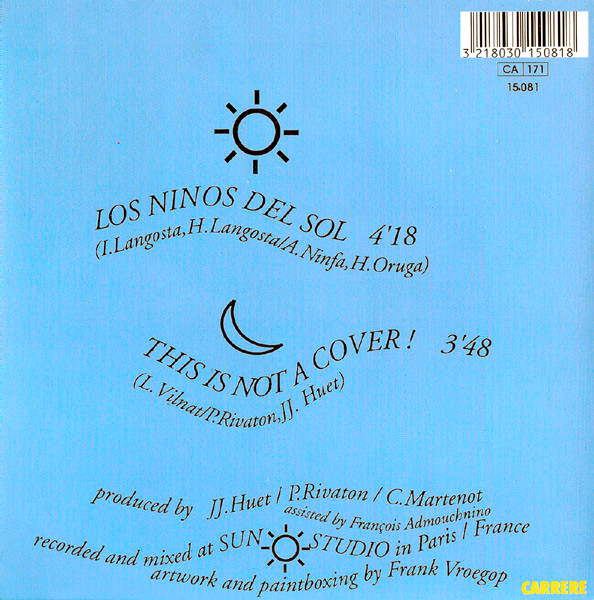 3 218030 150818
CA 171
15.081
LOS NINOS DEL SOL 4'18
(I.Langosta, H.Langosta/A.Ninfa, H.Oruga)
THIS IS NOT A COVER! 3'48
(L. Vilnat/P.Rivaton, JJ. Huet)
produced by JJ.Huet / P.Rivaton / C.Martenot
assisted by François Admouchnino
recorded and mixed at SUN STUDIO in Paris / France
artwork and paintboxing by Frank Vroegop
CARRERE